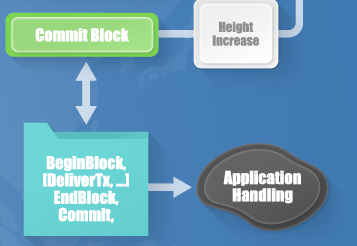 Commit Block
Height
Increase
BeginBlock,
[DeliverTx, ...]
EndBlock,
Commit,
Application
Handling